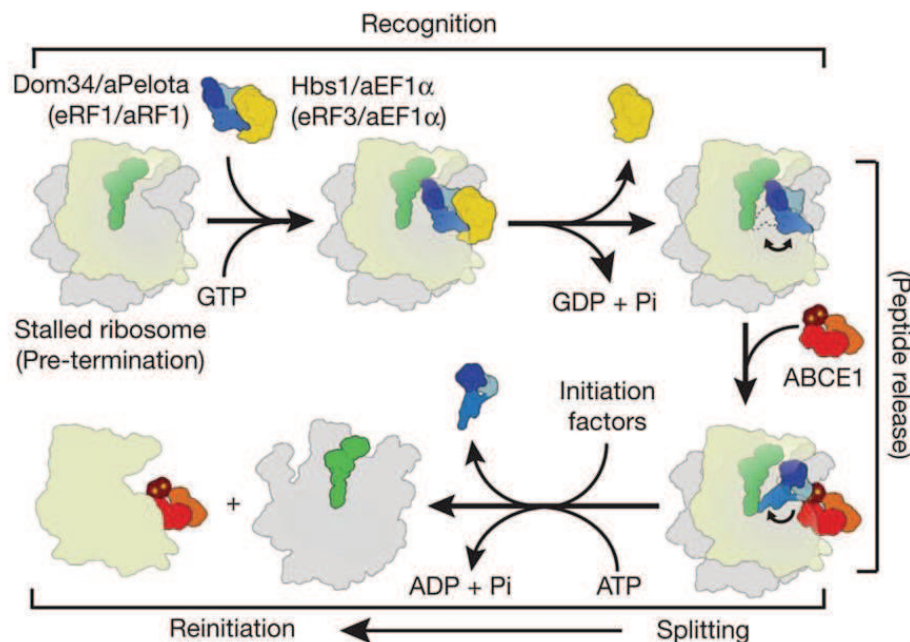 Recognition
Dom34/aPelota
(eRF1/aRF1)
Hbs1/aEF1α
(eRF3/aEF1α)
GTP
GDP + Pi
Stalled ribosome
(Pre-termination)
ABCE1
(Peptide release)
Initiation
factors
+
ADP + Pi
ATP
Reinitiation
Splitting